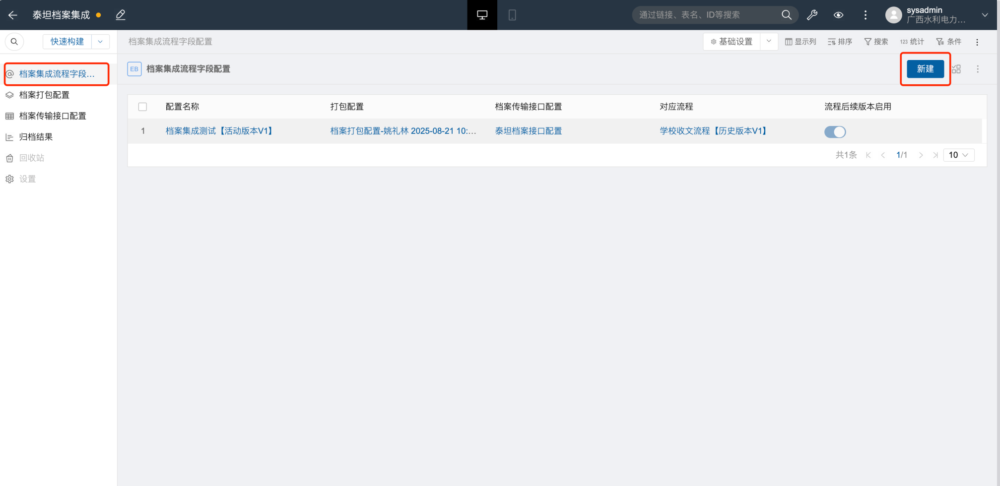 泰坦档案集成
通过链接、表名、ID等搜索
sysadmin
广西水利电力...
快速构建
档案集成流程字段配置
基础设置
显示列
排序
搜索
123 统计
条件
档案集成流程字段...
档案打包配置
档案传输接口配置
归档结果
回收站
设置
EB 档案集成流程字段配置
新建
配置名称 打包配置 档案传输接口配置 对应流程 流程后续版本启用
1 档案集成测试【活动版本V1】 档案打包配置-姚礼林 2025-08-21 10:... 泰坦档案接口配置 学校收文流程【历史版本V1】
共1条 1/1 10